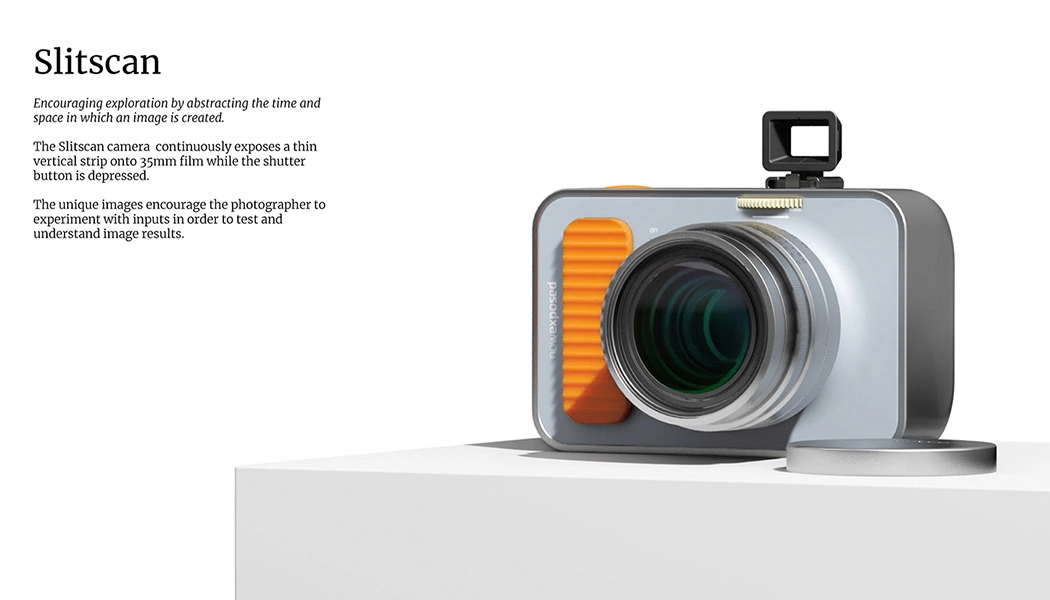 Slitscan
Encouraging exploration by abstracting the time and
space in which an image is created.
The Slitscan camera  continuously exposes a thin
vertical strip onto 35mm film while the shutter
button is depressed.
The unique images encourage the photographer to
experiment with inputs in order to test and
understand image results.
nowexposed